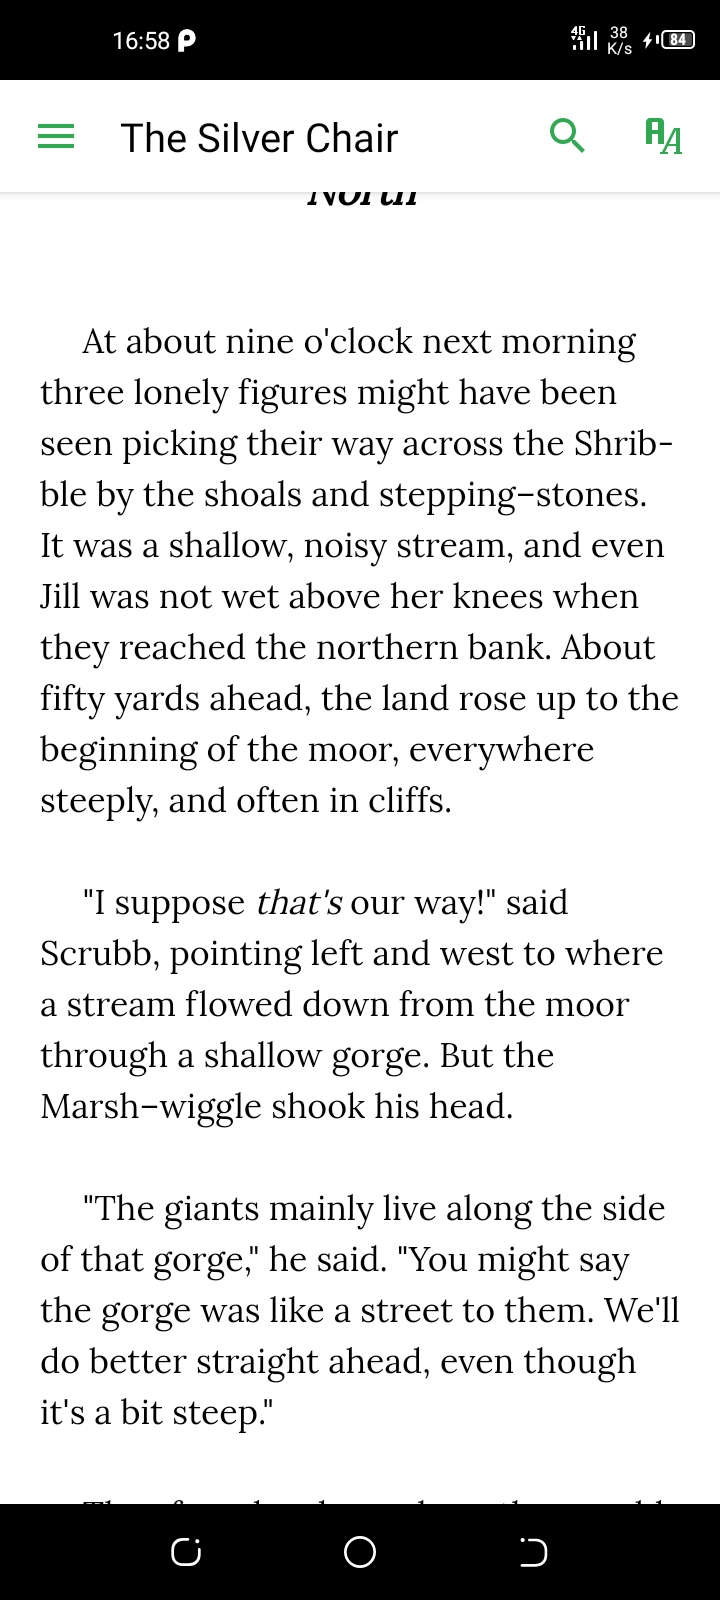 16:58
4G
38
K/s
84
The Silver Chair
North
At about nine o'clock next morning
three lonely figures might have been
seen picking their way across the Shrib-
ble by the shoals and stepping–stones.
It was a shallow, noisy stream, and even
Jill was not wet above her knees when
they reached the northern bank. About
fifty yards ahead, the land rose up to the
beginning of the moor, everywhere
steeply, and often in cliffs.
"I suppose that's our way!" said
Scrubb, pointing left and west to where
a stream flowed down from the moor
through a shallow gorge. But the
Marsh–wiggle shook his head.
"The giants mainly live along the side
of that gorge," he said. "You might say
the gorge was like a street to them. We'll
do better straight ahead, even though
it's a bit steep."